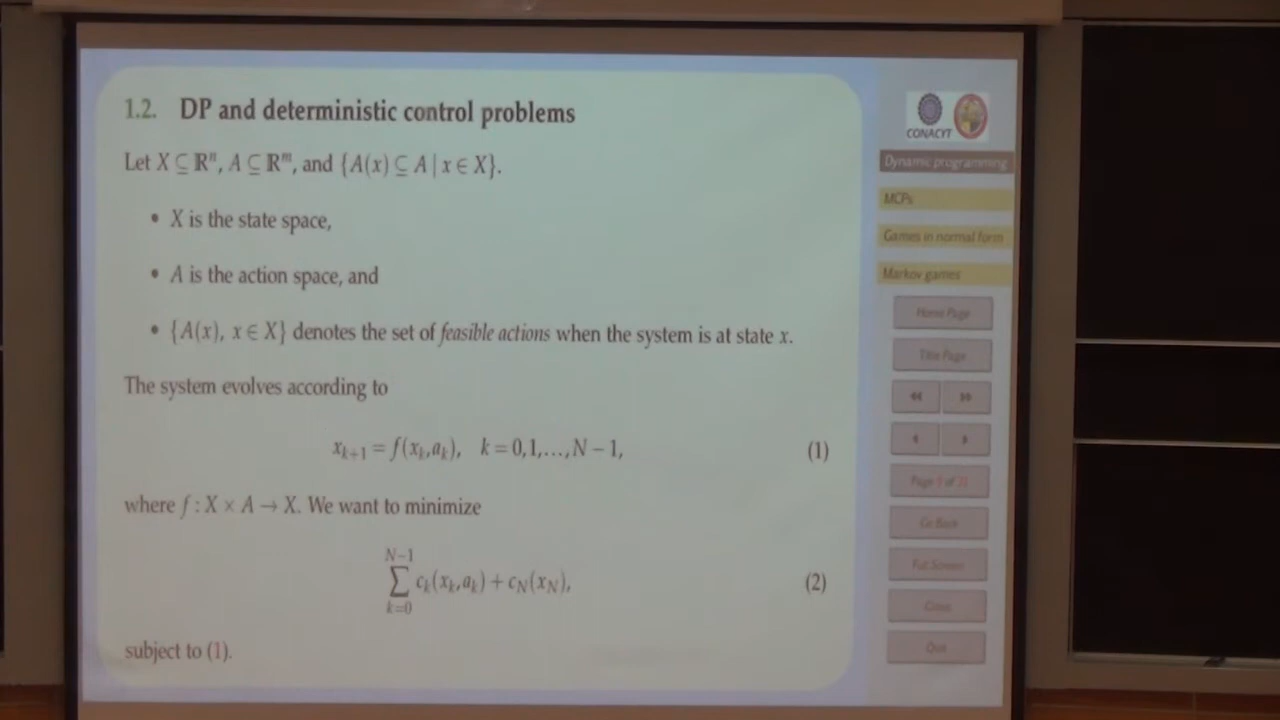 1.2. DP and deterministic control problems
Let X ⊆ ℝⁿ, A ⊆ ℝᵐ, and {A(x) ⊆ A | x ∈ X}.
• X is the state space,
• A is the action space, and
• {A(x), x ∈ X} denotes the set of feasible actions when the system is at state x.
The system evolves according to
xₖ₊₁ = f(xₖ,aₖ), k = 0,1,…,N − 1, (1)
where f : X × A → X. We want to minimize
N−1
∑ cₖ(xₖ,aₖ) + c_N(x_N), (2)
k=0
subject to (1).
CONACYT
Dynamic programming
MCPs
Games in normal form
Markov games
Home Page
Title Page
Page of
Go Back
Full Screen
Close
Quit